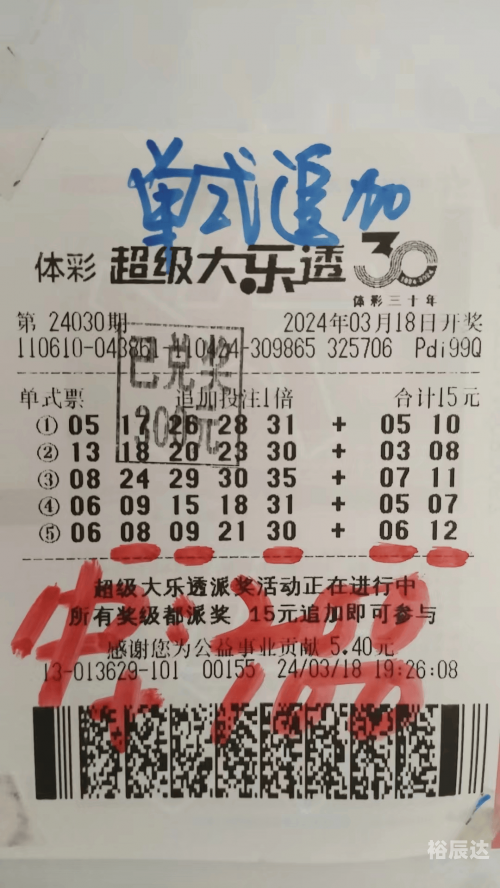 单式追加
体彩 超级大乐透 30
1994-2024
体彩三十年
第 24030期 2024年03月18日开奖
110610-043861 110424-309865 325706 Pdi99Q
已兑奖
300元
单式票 追加投注1倍 合计15元
① 05 17 26 28 31 + 05 10
② 13 18 20 23 30 + 03 08
③ 08 24 29 30 35 + 07 11
④ 06 09 15 18 31 + 05 07
⑤ 06 08 09 21 30 + 06 12
超级大乐透派奖活动正在进行中
所有奖级都派奖 15元追加即可参与
感谢您为公益事业贡献 5.40元
13-013629-101 00155 24/03/18 19:26:08
裕辰达